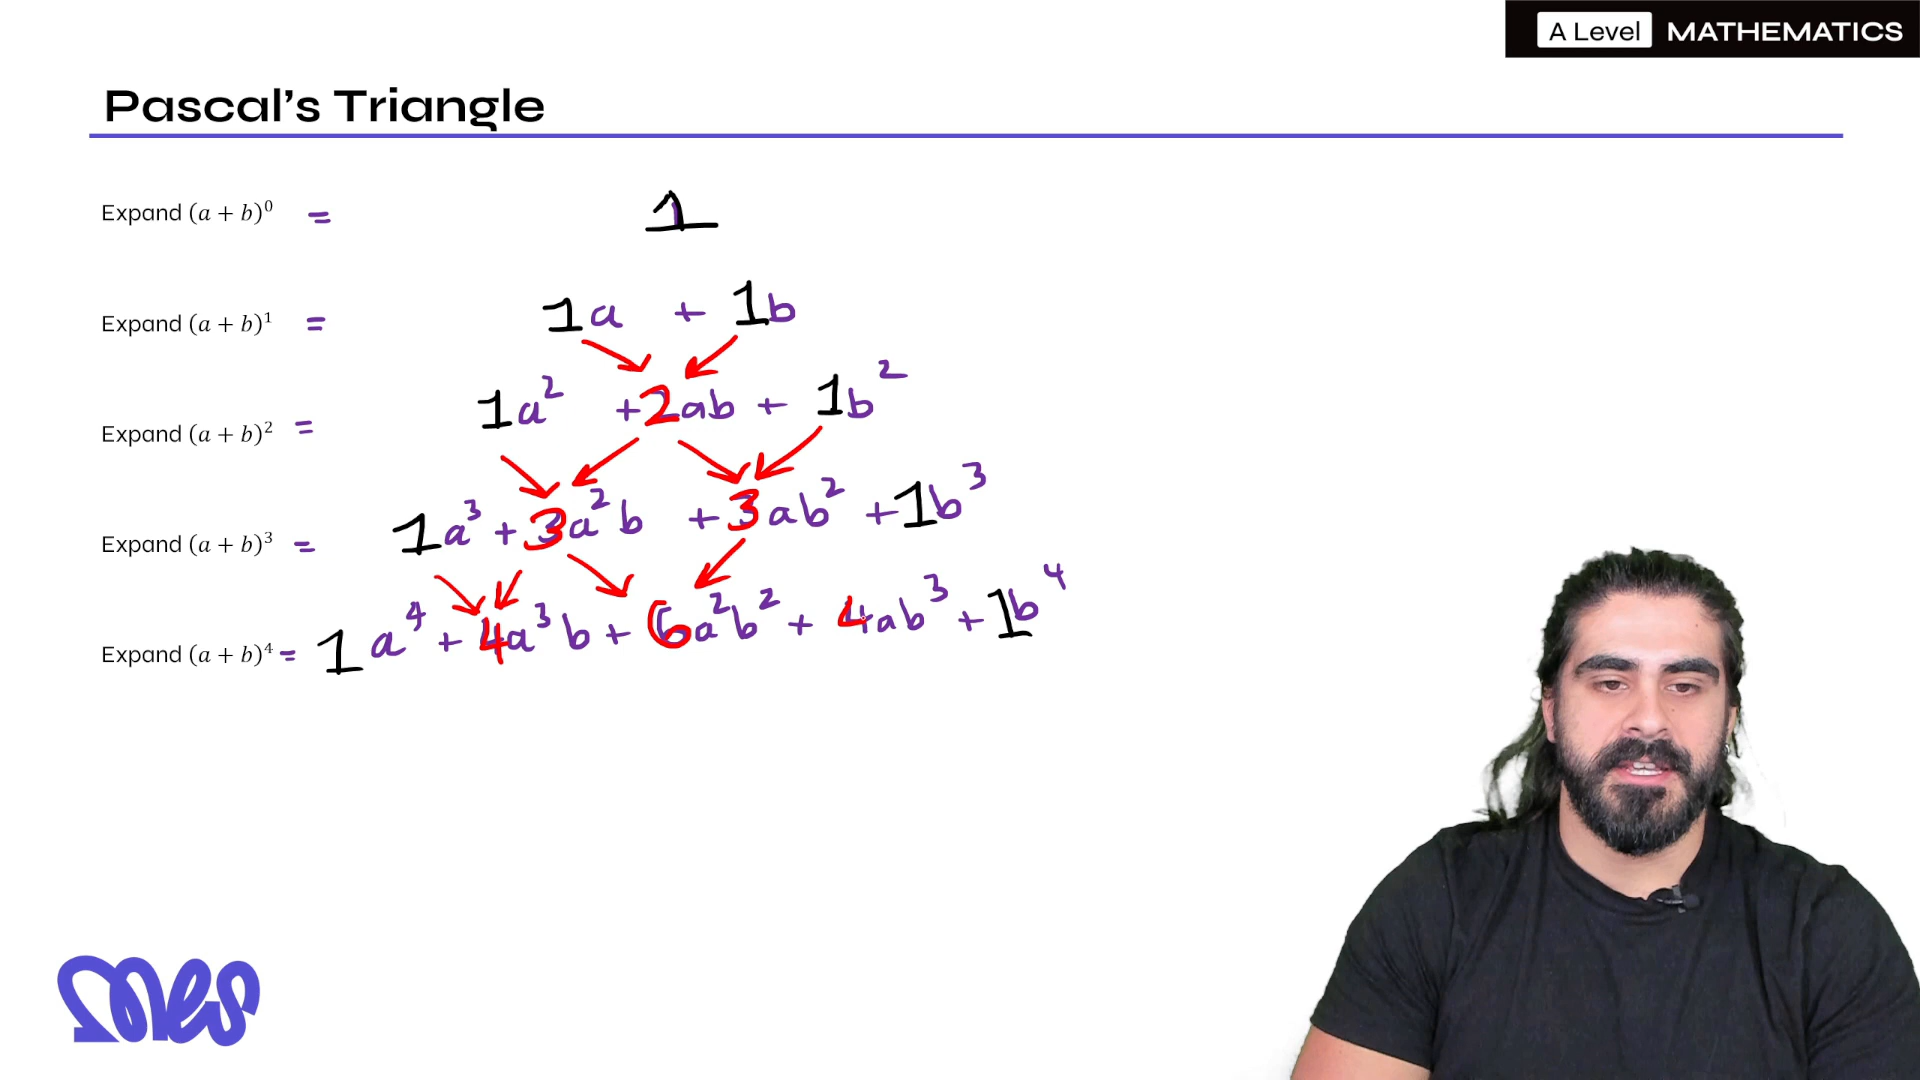 A Level MATHEMATICS
Pascal's Triangle
Expand (a + b)⁰ = 1
Expand (a + b)¹ = 1a + 1b
Expand (a + b)² = 1a² + 2ab + 1b²
Expand (a + b)³ = 1a³ + 3a²b + 3ab² + 1b³
Expand (a + b)⁴ = 1a⁴ + 4a³b + 6a²b² + 4ab³ + 1b⁴
mes